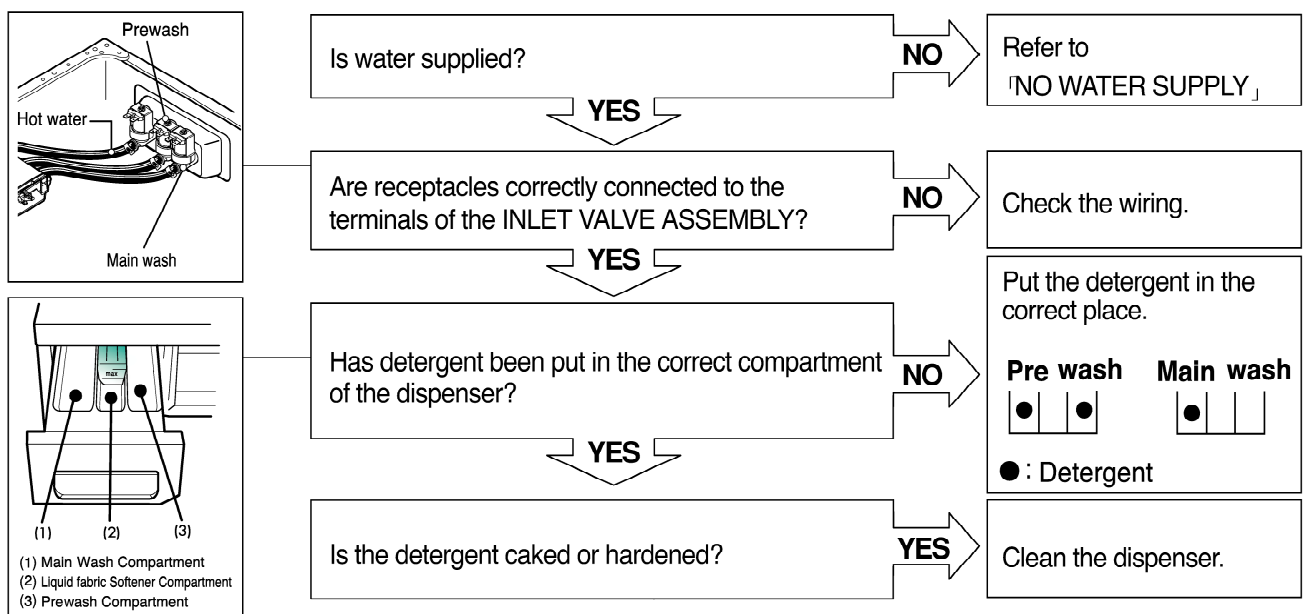 Prewash
Hot water
Main wash
Is water supplied?
NO
Refer to
「NO WATER SUPPLY」
YES
Are receptacles correctly connected to the
terminals of the INLET VALVE ASSEMBLY?
NO
Check the wiring.
YES
max
(1)
(2)
(3)
(1) Main Wash Compartment
(2) Liquid fabric Softener Compartment
(3) Prewash Compartment
Has detergent been put in the correct compartment
of the dispenser?
NO
Put the detergent in the
correct place.
Pre wash
Main wash
● : Detergent
YES
Is the detergent caked or hardened?
YES
Clean the dispenser.